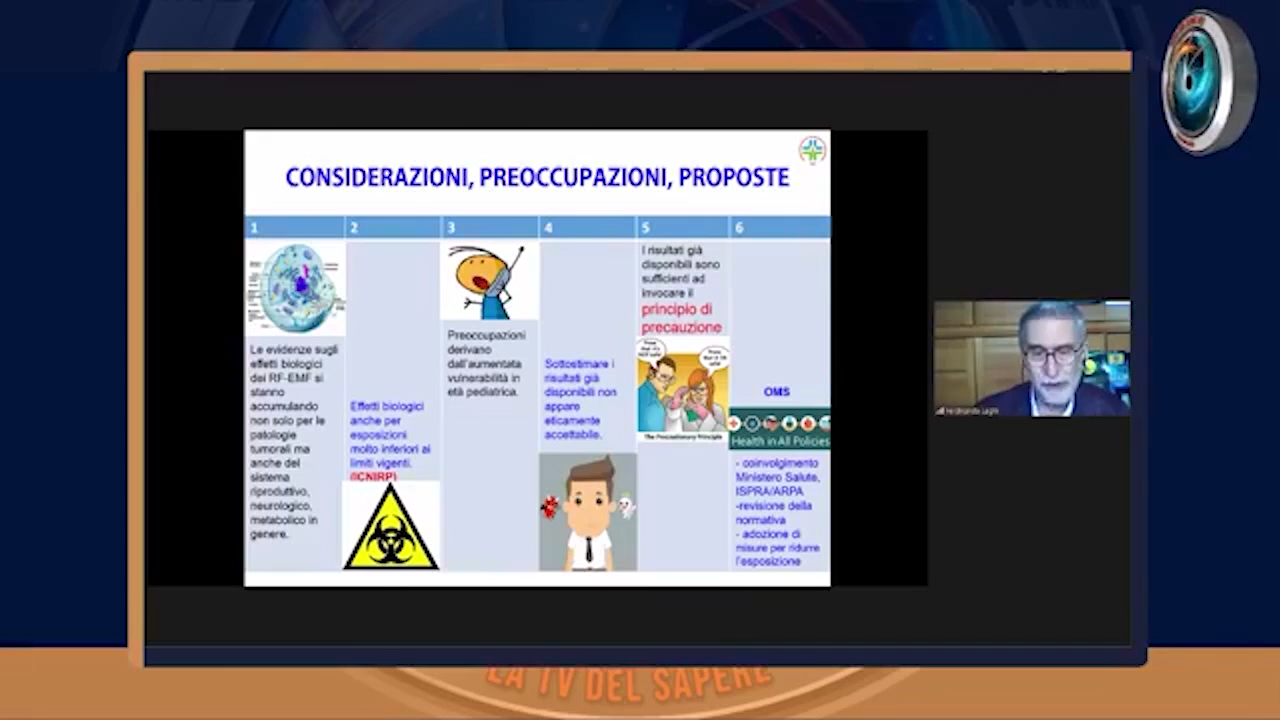 CONSIDERAZIONI, PREOCCUPAZIONI, PROPOSTE
1
2
3
4
5
6
Le evidenze sugli
effetti biologici
dei RF-EMF si
stanno
accumulando
non solo per le
patologie
tumorali ma
anche del
sistema
riproduttivo,
neurologico,
metabolico in
genere.
Effetti biologici
anche per
esposizioni
molto inferiori ai
limiti vigenti.
(ICNIRP)
Preoccupazioni
derivano
dall'aumentata
vulnerabilità in
età pediatrica.
Sottostimare i
risultati già
disponibili non
appare
eticamente
accettabile.
I risultati già
disponibili sono
sufficienti ad
invocare il
principio di
precauzione
The Precautionary Principle
OMS
Health in All Policies
- coinvolgimento
Ministero Salute,
ISPRA/ARPA
-revisione della
normativa
- adozione di
misure per ridurre
l'esposizione
LA TV DEL SAPERE